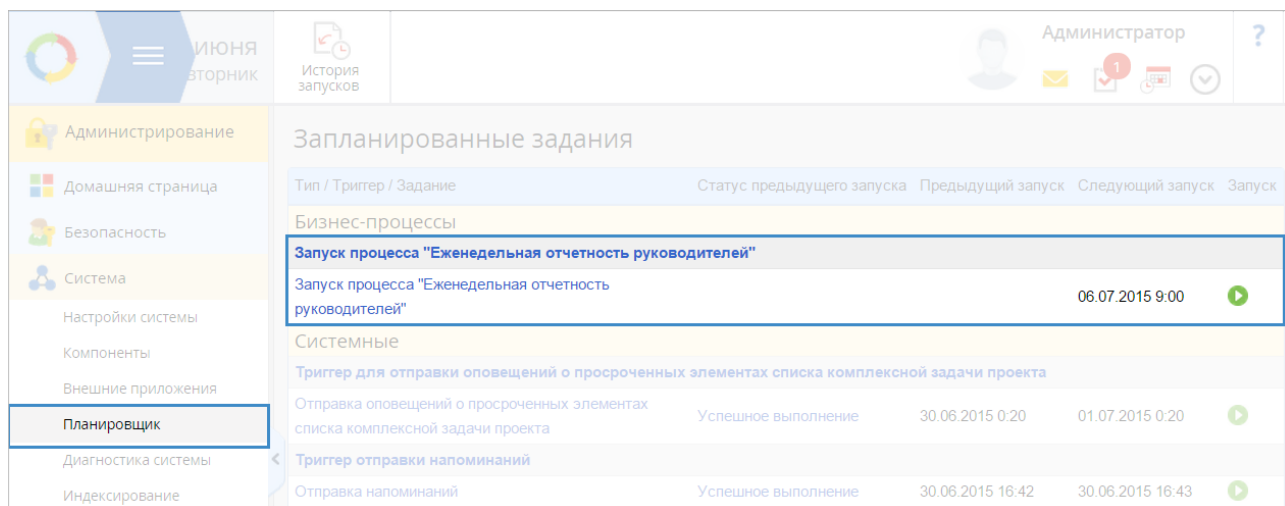 июня
вторник
История
запусков
Администратор
1
?
Администрирование
Домашняя страница
Безопасность
Система
Настройки системы
Компоненты
Внешние приложения
Планировщик
Диагностика системы
Индексирование
Запланированные задания
Тип / Триггер / Задание Статус предыдущего запуска Предыдущий запуск Следующий запуск Запуск
Бизнес-процессы
Запуск процесса "Еженедельная отчетность руководителей"
Запуск процесса "Еженедельная отчетность
руководителей"
06.07.2015 9:00
Системные
Триггер для отправки оповещений о просроченных элементах списка комплексной задачи проекта
Отправка оповещений о просроченных элементах
списка комплексной задачи проекта
Успешное выполнение 30.06.2015 0:20 01.07.2015 0:20
Триггер отправки напоминаний
Отправка напоминаний Успешное выполнение 30.06.2015 16:42 30.06.2015 16:43